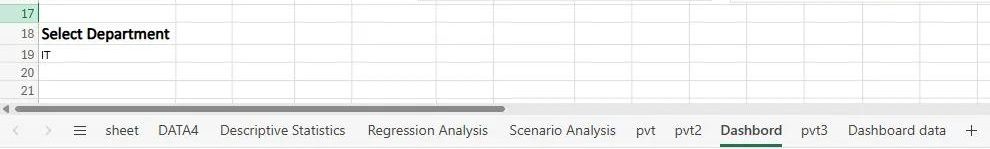 17
18 Select Department
19 IT
20
21
sheet DATA4 Descriptive Statistics Regression Analysis Scenario Analysis pvt pvt2 Dashbord pvt3 Dashboard data +